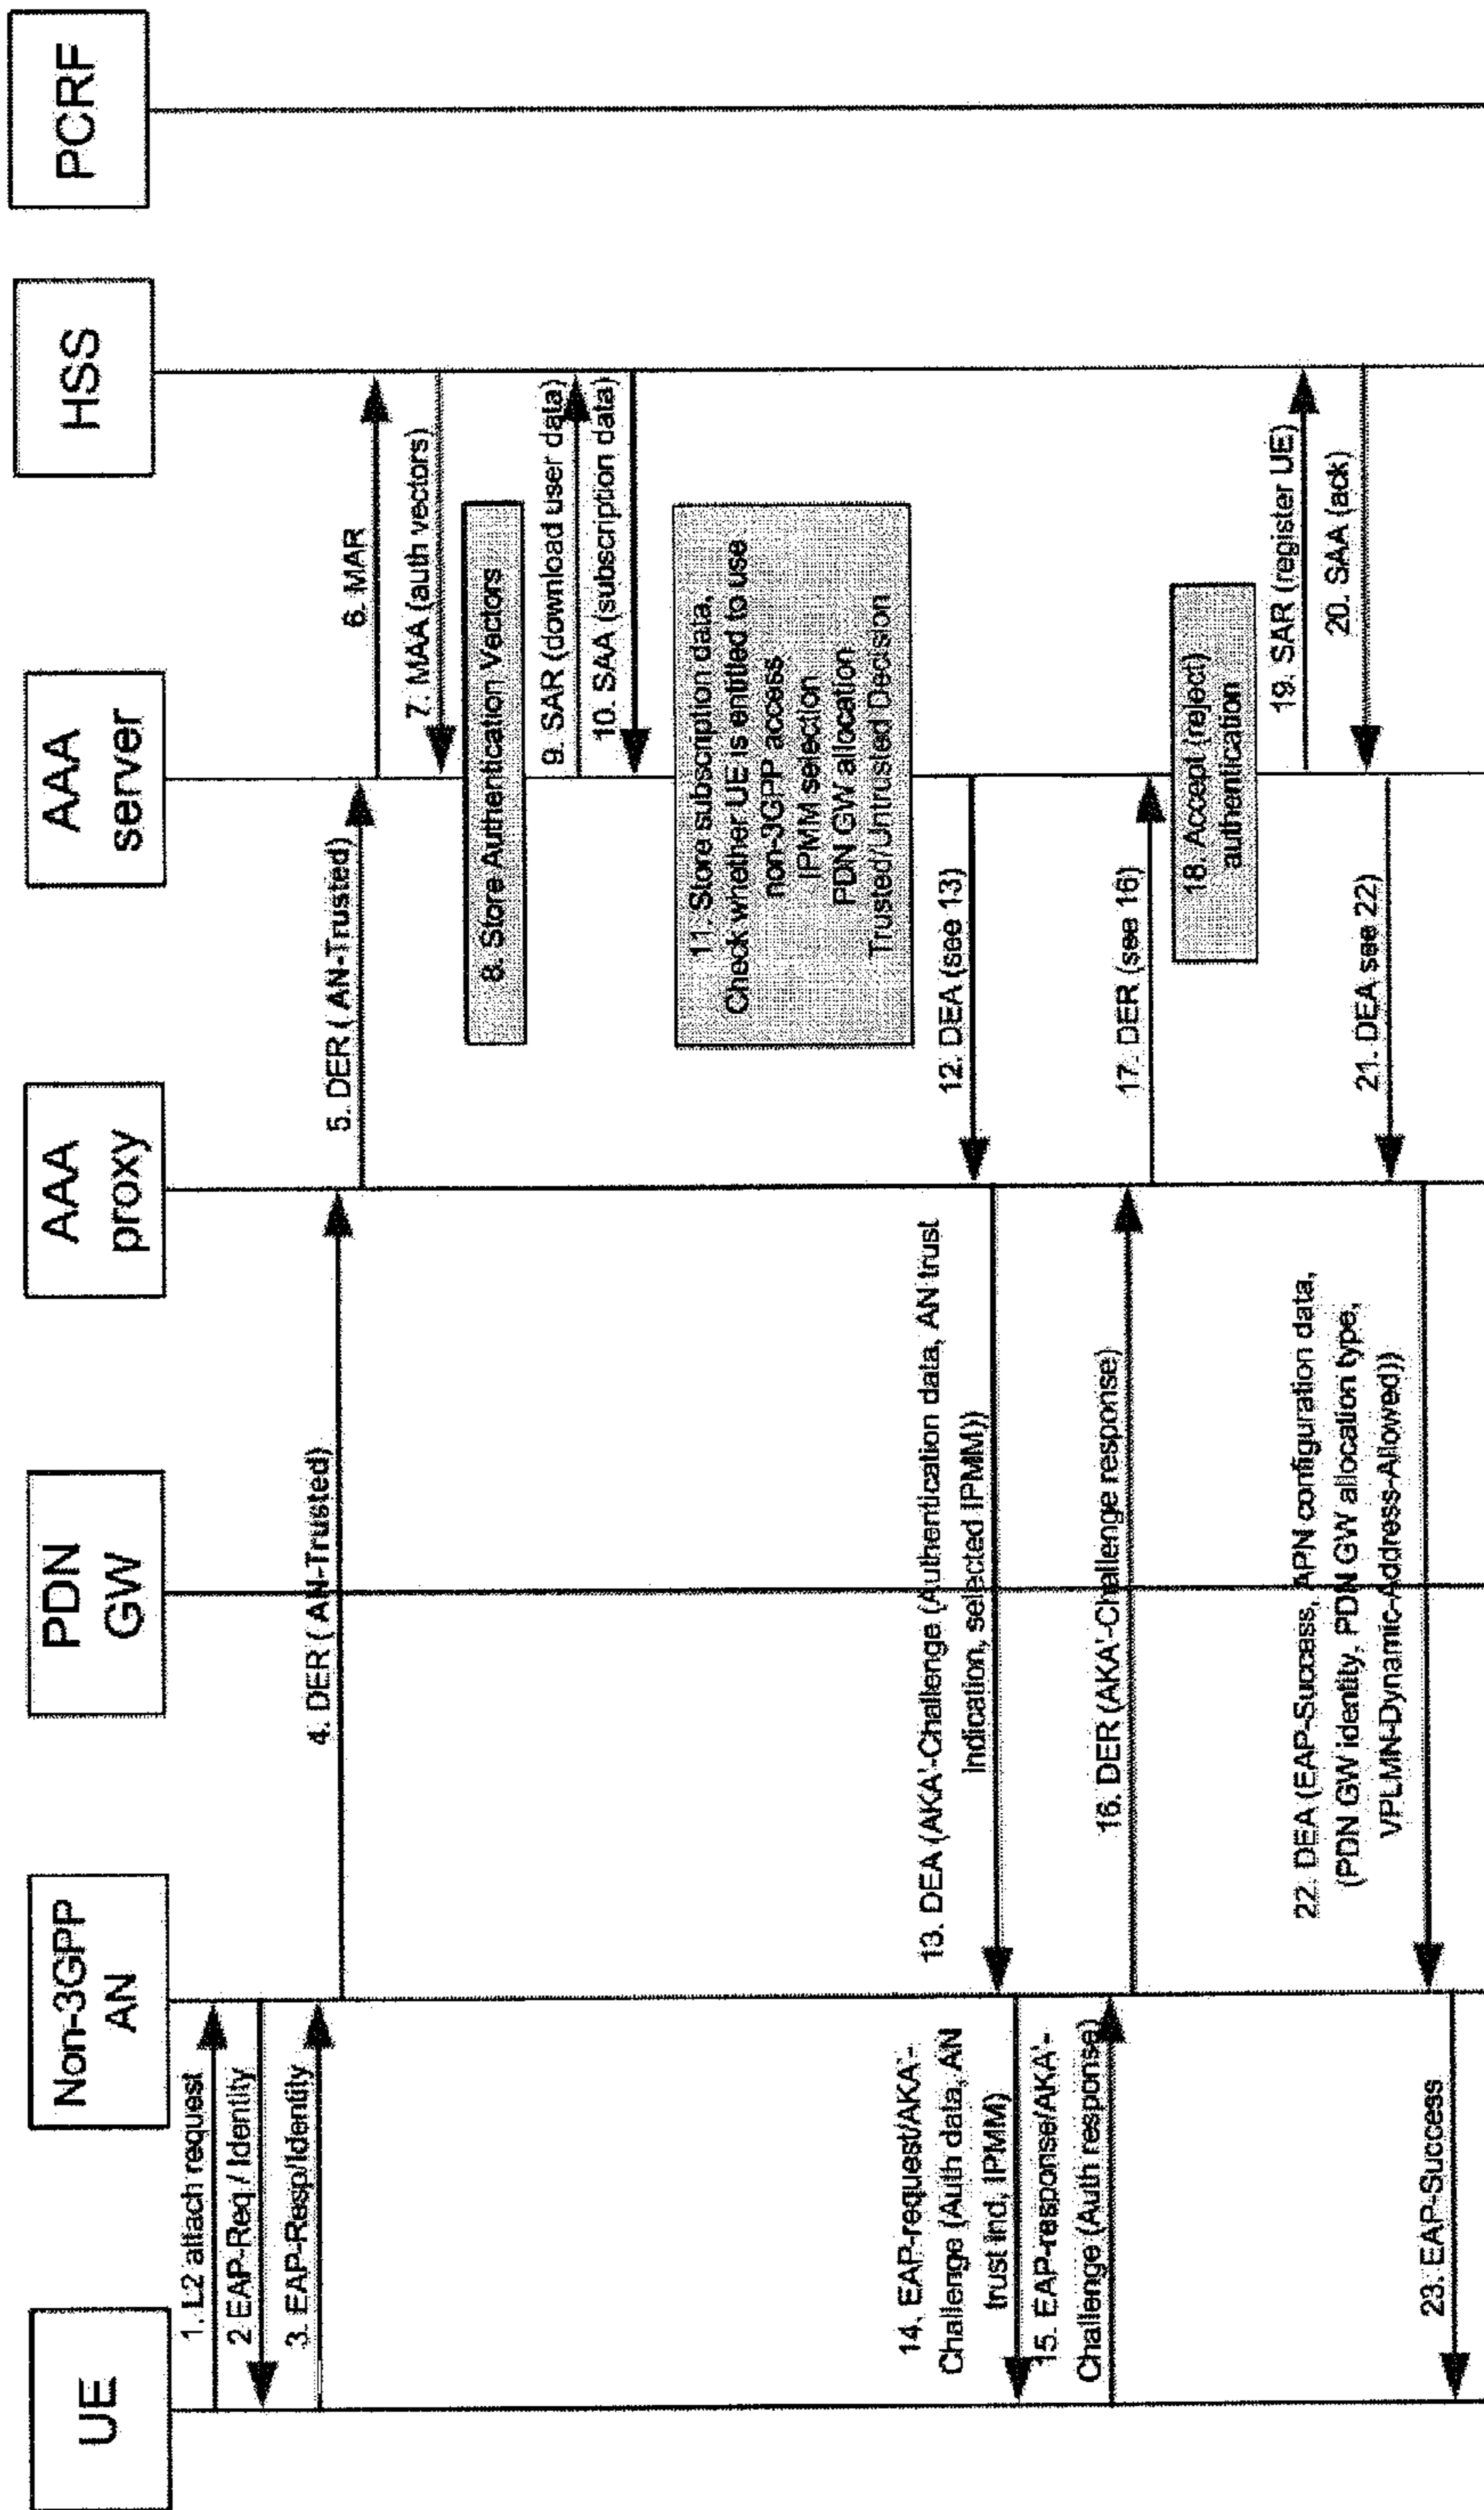 UE
Non-3GPP
AN
PDN
GW
AAA
proxy
AAA
server
HSS
PCRF
1. L2 attach request
2 EAP-Req / Identity
3. EAP-Resp/Identity
4. DER ( AN-Trusted)
5. DER ( AN-Trusted)
6. MAR
7. MAA (auth vectors)
8. Store Authentication Vectors
9. SAR (download user data)
10. SAA (subscription data)
11. Store subscription data,
Check whether UE is entitled to use
non-3GPP access
IPMM selection
PDN GW allocation
Trusted/Untrusted Decision
12. DEA (see 13)
13. DEA (AKA'-Challenge (Authentication data, AN trust
indication, selected IPMM))
14. EAP-request/AKA'-
Challenge (Auth data, AN
trust ind, IPMM)
15. EAP-response/AKA'-
Challenge (Auth response)
16. DER (AKA'-Challenge response)
17. DER (see 16)
18. Accept (reject)
authentication
19. SAR (register UE)
20. SAA (ack)
21. DEA see 22)
22. DEA (EAP-Success, APN configuration data,
(PDN GW identity, PDN GW allocation type,
VPLMN-Dynamic-Address-Allowed))
23. EAP-Success